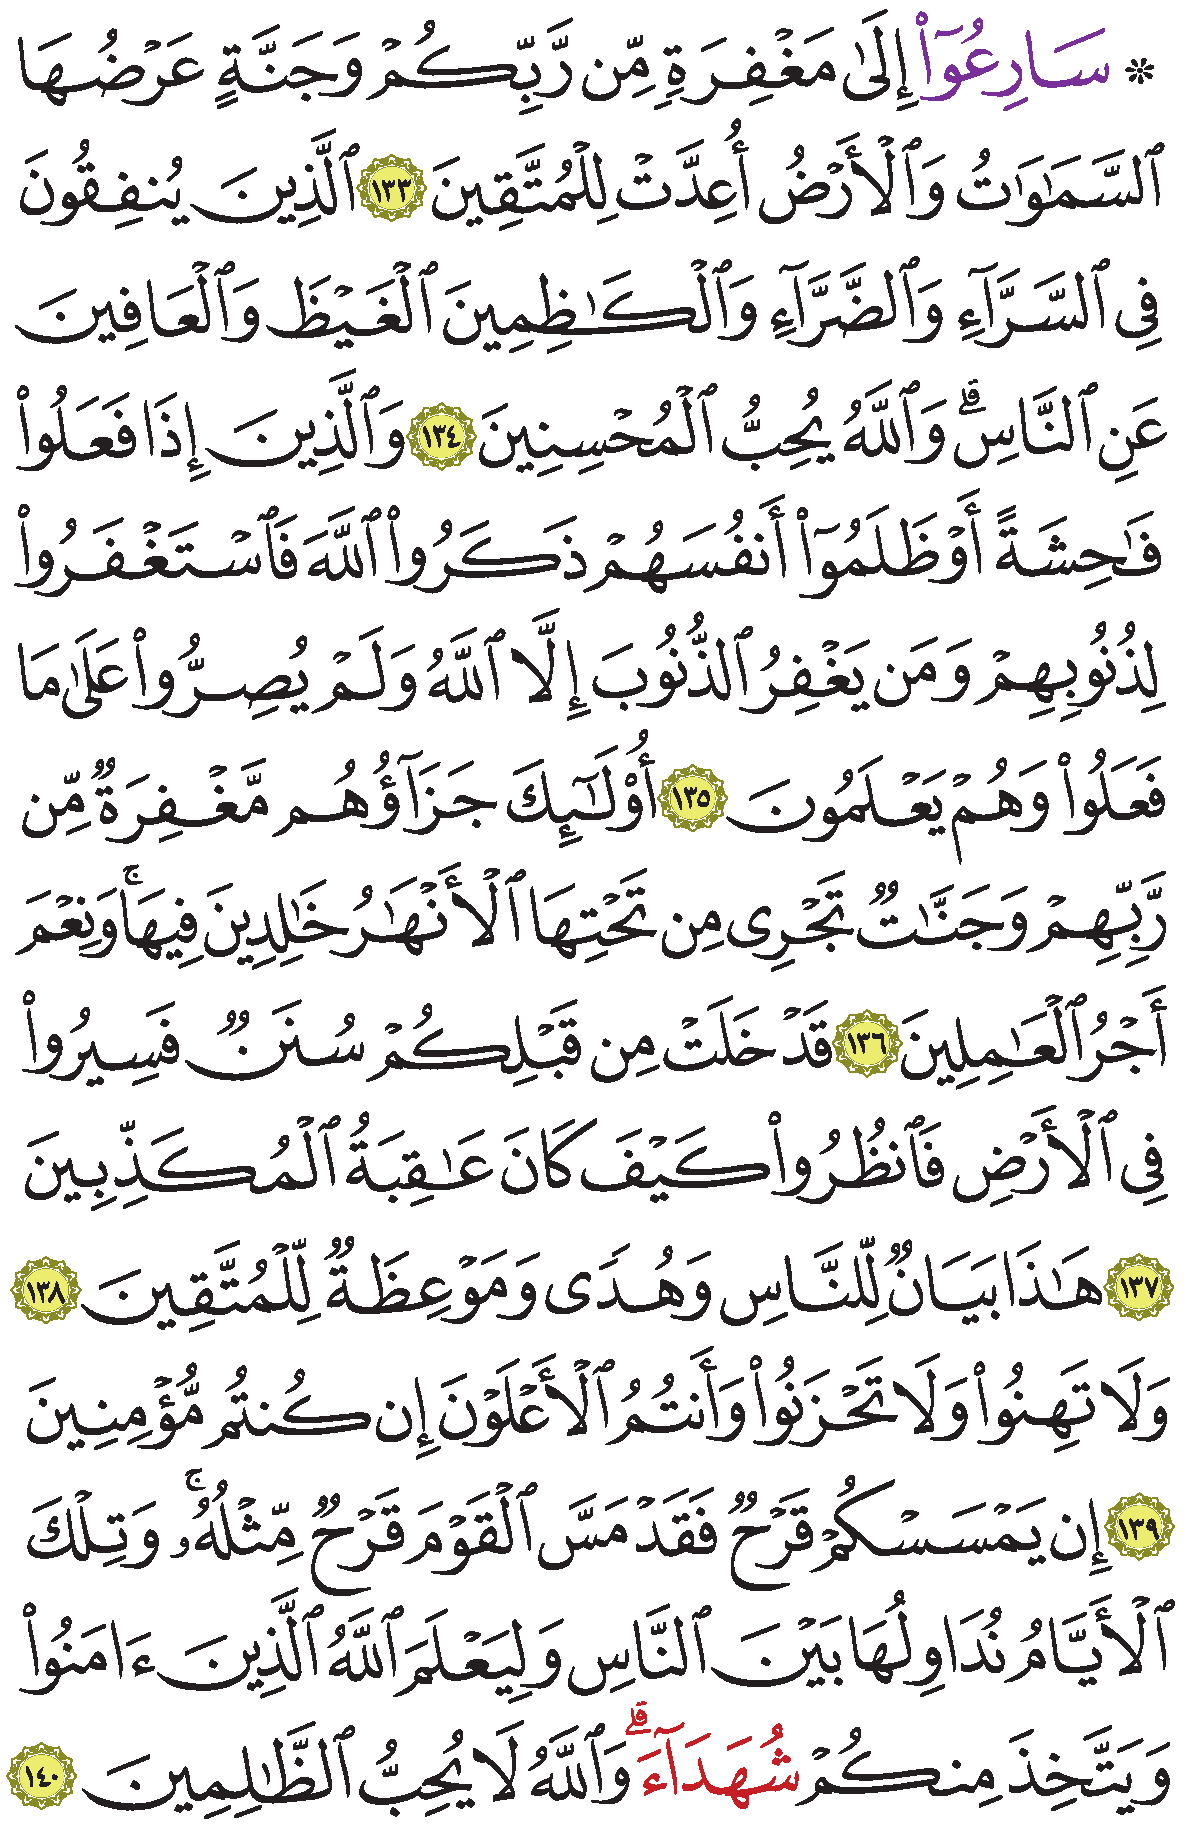 ۞ سَارِعُوٓا۟ إِلَىٰ مَغْفِرَةٍ مِّن رَّبِّكُمْ وَجَنَّةٍ عَرْضُهَا
ٱلسَّمَـٰوَٰتُ وَٱلْأَرْضُ أُعِدَّتْ لِلْمُتَّقِينَ ١٣٣ ٱلَّذِينَ يُنفِقُونَ
فِى ٱلسَّرَّآءِ وَٱلضَّرَّآءِ وَٱلْكَـٰظِمِينَ ٱلْغَيْظَ وَٱلْعَافِينَ
عَنِ ٱلنَّاسِ ۗ وَٱللَّهُ يُحِبُّ ٱلْمُحْسِنِينَ ١٣٤ وَٱلَّذِينَ إِذَا فَعَلُوا۟
فَـٰحِشَةً أَوْ ظَلَمُوٓا۟ أَنفُسَهُمْ ذَكَرُوا۟ ٱللَّهَ فَٱسْتَغْفَرُوا۟
لِذُنُوبِهِمْ وَمَن يَغْفِرُ ٱلذُّنُوبَ إِلَّا ٱللَّهُ وَلَمْ يُصِرُّوا۟ عَلَىٰ مَا
فَعَلُوا۟ وَهُمْ يَعْلَمُونَ ١٣٥ أُو۟لَـٰٓئِكَ جَزَآؤُهُم مَّغْفِرَةٌ مِّن
رَّبِّهِمْ وَجَنَّـٰتٌ تَجْرِى مِن تَحْتِهَا ٱلْأَنْهَـٰرُ خَـٰلِدِينَ فِيهَا ۚ وَنِعْمَ
أَجْرُ ٱلْعَـٰمِلِينَ ١٣٦ قَدْ خَلَتْ مِن قَبْلِكُمْ سُنَنٌ فَسِيرُوا۟
فِى ٱلْأَرْضِ فَٱنظُرُوا۟ كَيْفَ كَانَ عَـٰقِبَةُ ٱلْمُكَذِّبِينَ
١٣٧ هَـٰذَا بَيَانٌ لِّلنَّاسِ وَهُدًى وَمَوْعِظَةٌ لِّلْمُتَّقِينَ ١٣٨
وَلَا تَهِنُوا۟ وَلَا تَحْزَنُوا۟ وَأَنتُمُ ٱلْأَعْلَوْنَ إِن كُنتُم مُّؤْمِنِينَ
١٣٩ إِن يَمْسَسْكُمْ قَرْحٌ فَقَدْ مَسَّ ٱلْقَوْمَ قَرْحٌ مِّثْلُهُۥ ۚ وَتِلْكَ
ٱلْأَيَّامُ نُدَاوِلُهَا بَيْنَ ٱلنَّاسِ وَلِيَعْلَمَ ٱللَّهُ ٱلَّذِينَ ءَامَنُوا۟
وَيَتَّخِذَ مِنكُمْ شُهَدَآءَ ۗ وَٱللَّهُ لَا يُحِبُّ ٱلظَّـٰلِمِينَ ١٤٠